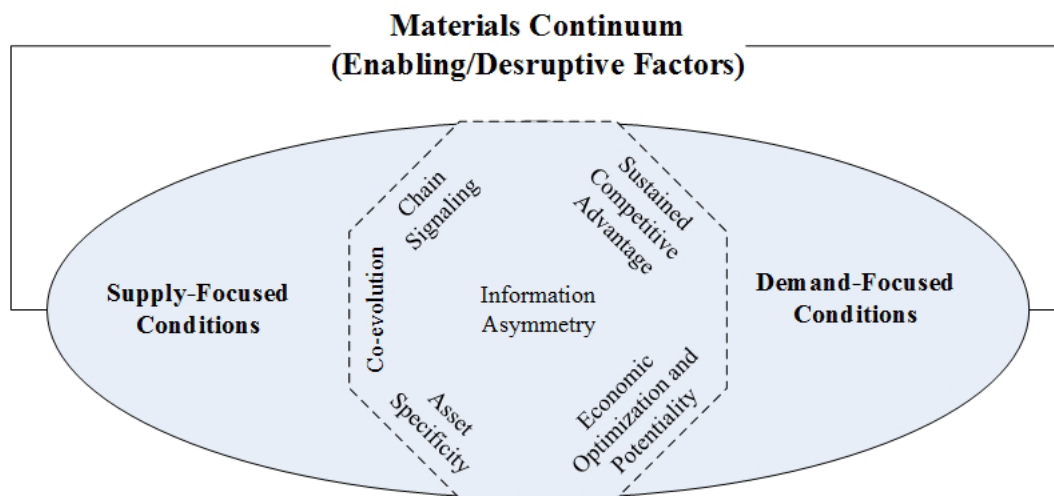 Materials Continuum
(Enabling/Desruptive Factors)
Chain
Signaling
Sustained
Competitive
Advantage
Supply-Focused
Conditions
Co-evolution
Information
Asymmetry
Demand-Focused
Conditions
Asset
Specificity
Economic
Optimization and
Potentiality